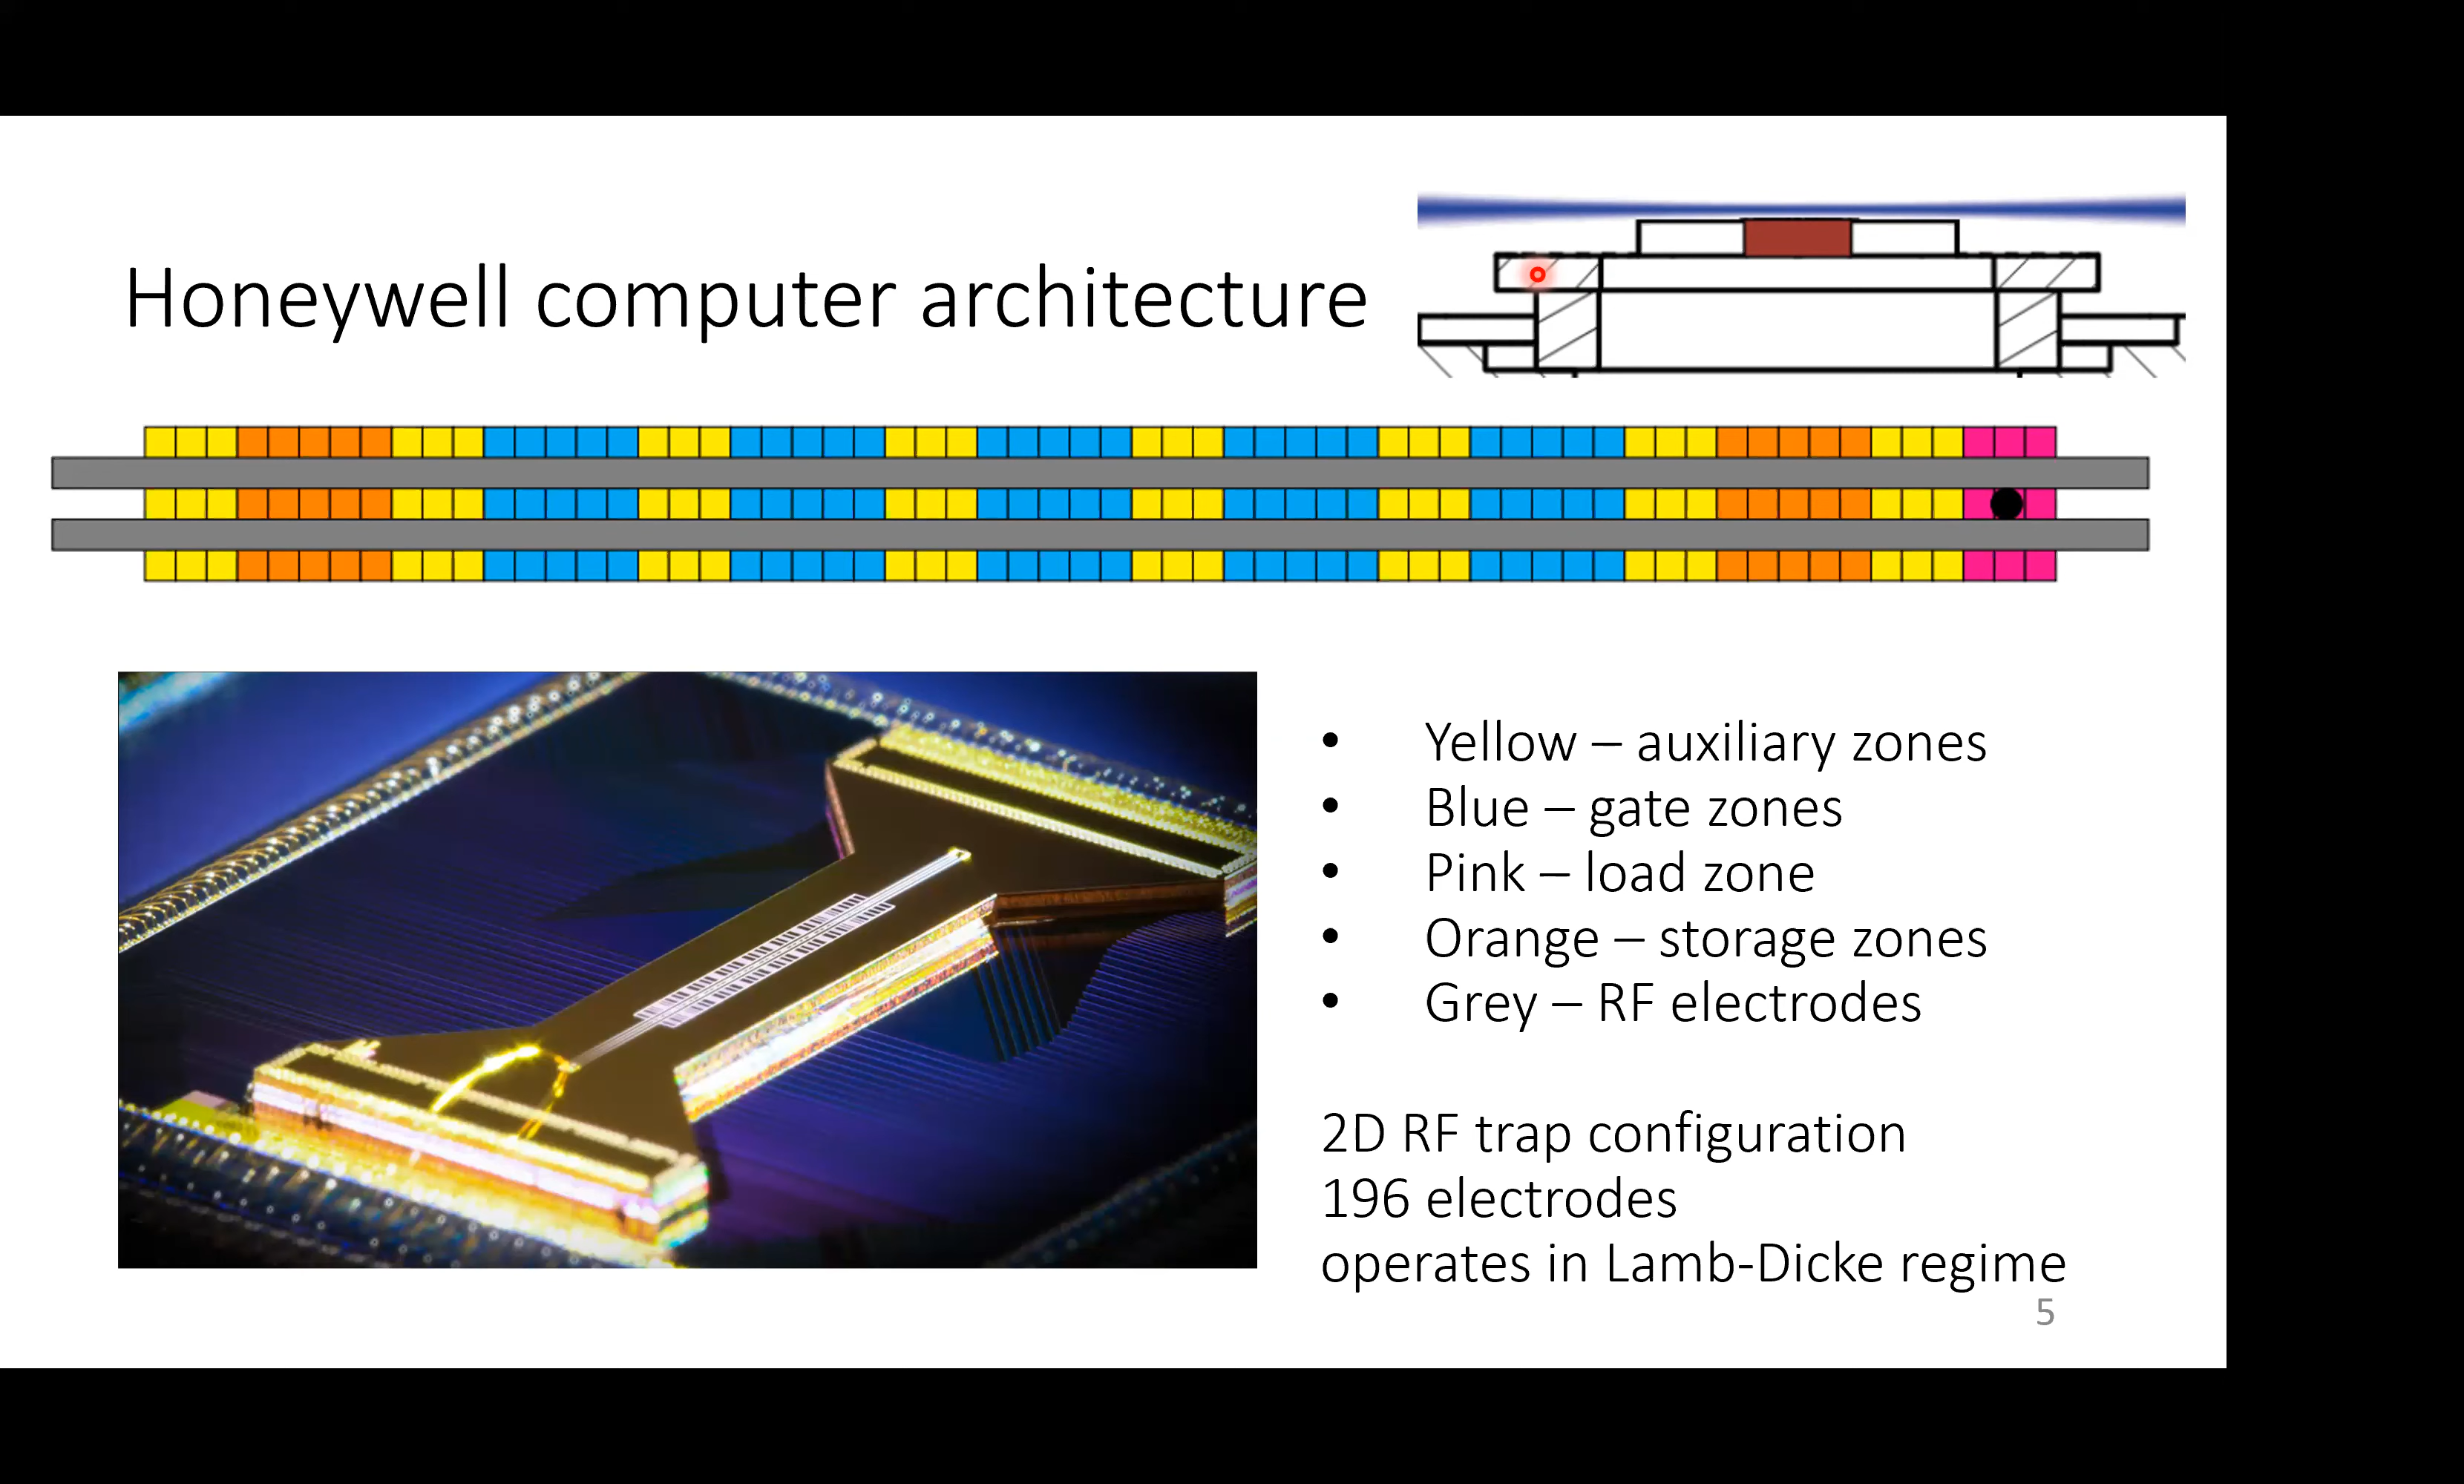 Honeywell computer architecture
• Yellow – auxiliary zones
• Blue – gate zones
• Pink – load zone
• Orange – storage zones
• Grey – RF electrodes
2D RF trap configuration
196 electrodes
operates in Lamb-Dicke regime
5